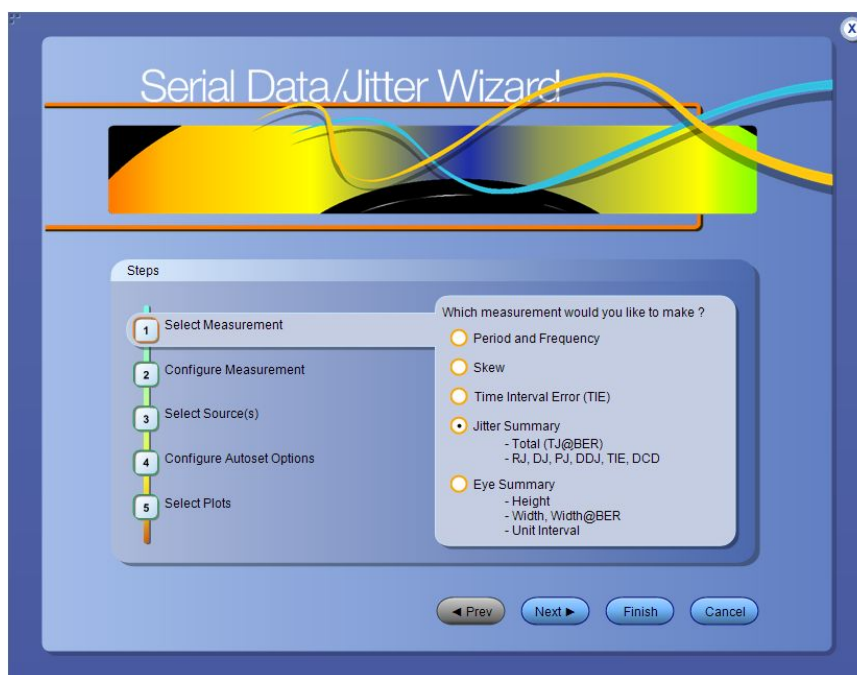 X
Serial Data/Jitter Wizard
Steps
1 Select Measurement
2 Configure Measurement
3 Select Source(s)
4 Configure Autoset Options
5 Select Plots
Which measurement would you like to make ?
Period and Frequency
Skew
Time Interval Error (TIE)
Jitter Summary
- Total (TJ@BER)
- RJ, DJ, PJ, DDJ, TIE, DCD
Eye Summary
- Height
- Width, Width@BER
- Unit Interval
◄ Prev
Next ►
Finish
Cancel